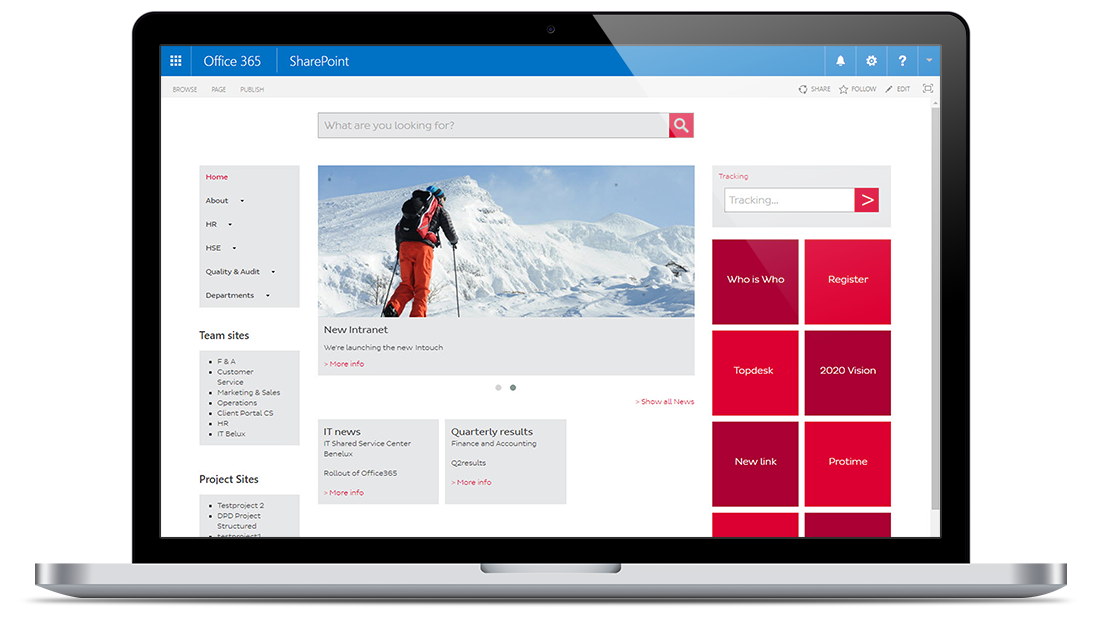 Office 365
SharePoint
?
BROWSE
PAGE
PUBLISH
SHARE
FOLLOW
EDIT
What are you looking for?
Home
About
HR
HSE
Quality & Audit
Departments
Team sites
F & A
Customer
Service
Marketing & Sales
Operations
Client Portal CS
HR
IT Belux
Project Sites
Testproject 2
DPD Project
Structured
testproject1
New Intranet
We're launching the new Intouch
> More info
> Show all News
IT news
IT Shared Service Center
Benelux
Rollout of Office365
> More info
Quarterly results
Finance and Accounting
Q2results
> More info
Tracking
Tracking...
>
Who is Who
Register
Topdesk
2020 Vision
New link
Protime